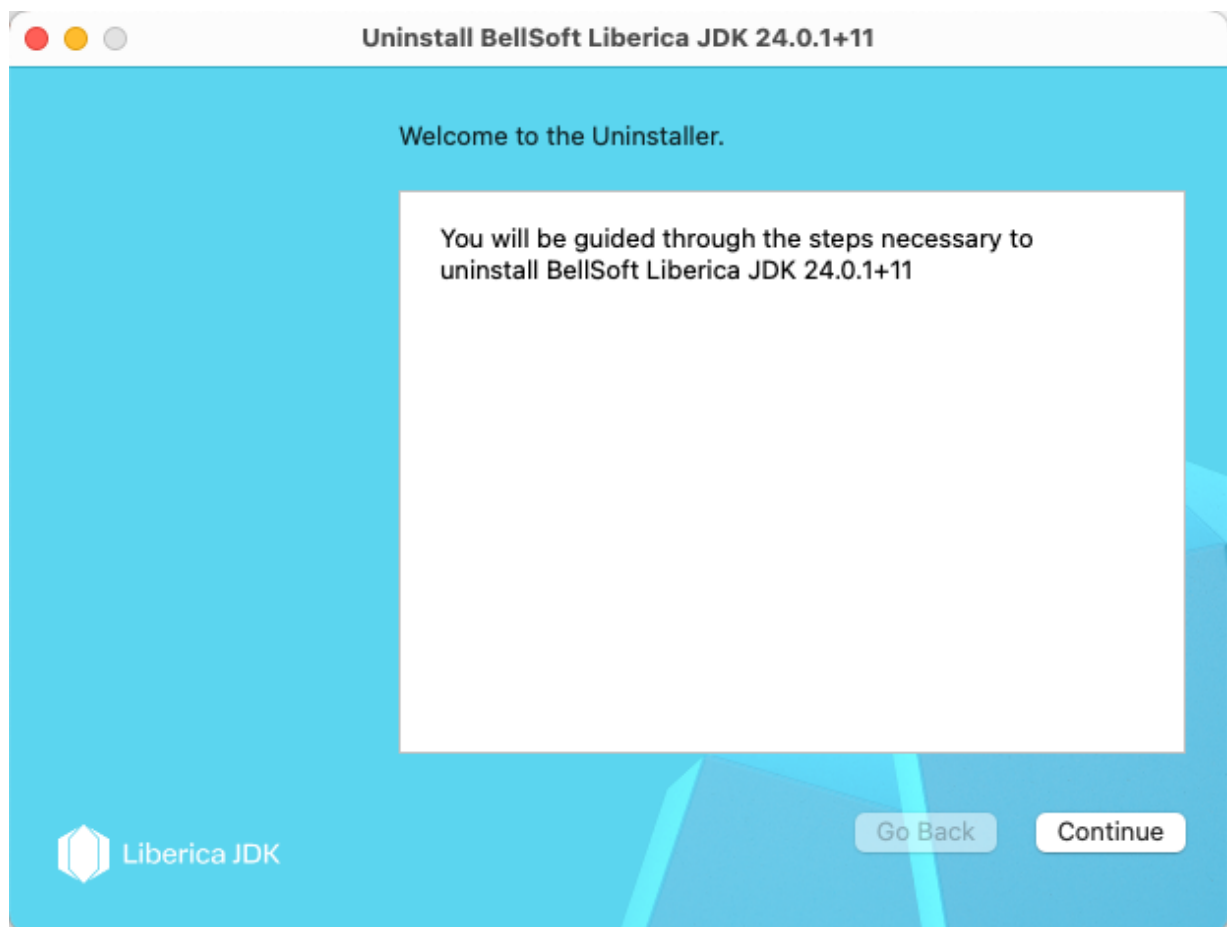 Uninstall BellSoft Liberica JDK 24.0.1+11
Welcome to the Uninstaller.
You will be guided through the steps necessary to
uninstall BellSoft Liberica JDK 24.0.1+11
Go Back
Continue
Liberica JDK